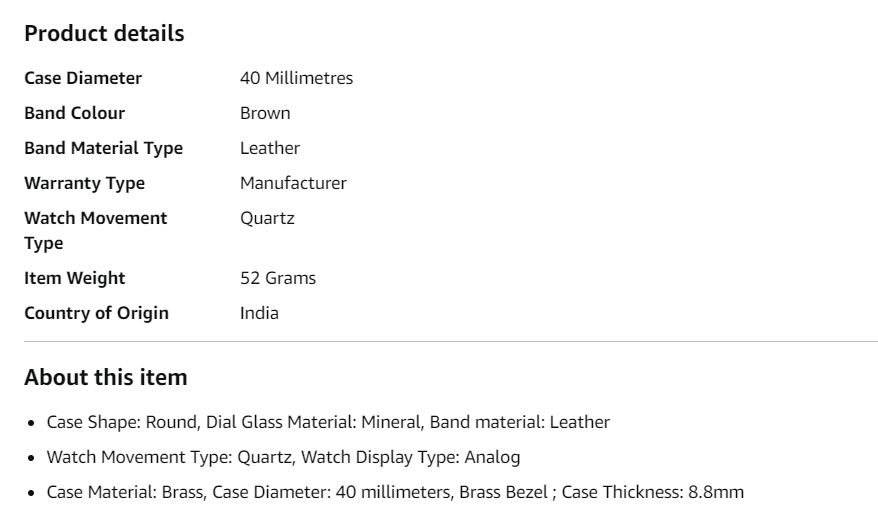 Product details
Case Diameter 40 Millimetres
Band Colour Brown
Band Material Type Leather
Warranty Type Manufacturer
Watch Movement Quartz
Type
Item Weight 52 Grams
Country of Origin India
About this item
• Case Shape: Round, Dial Glass Material: Mineral, Band material: Leather
• Watch Movement Type: Quartz, Watch Display Type: Analog
• Case Material: Brass, Case Diameter: 40 millimeters, Brass Bezel ; Case Thickness: 8.8mm